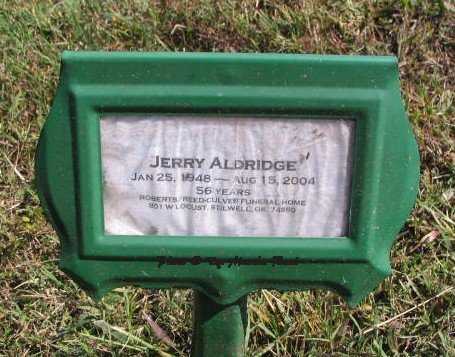 JERRY ALDRIDGE
JAN 25, 1948 — AUG 15, 2004
56 YEARS
ROBERTS/REED-CULVER FUNERAL HOME
801 W LOCUST, STILWELL, OK, 74960